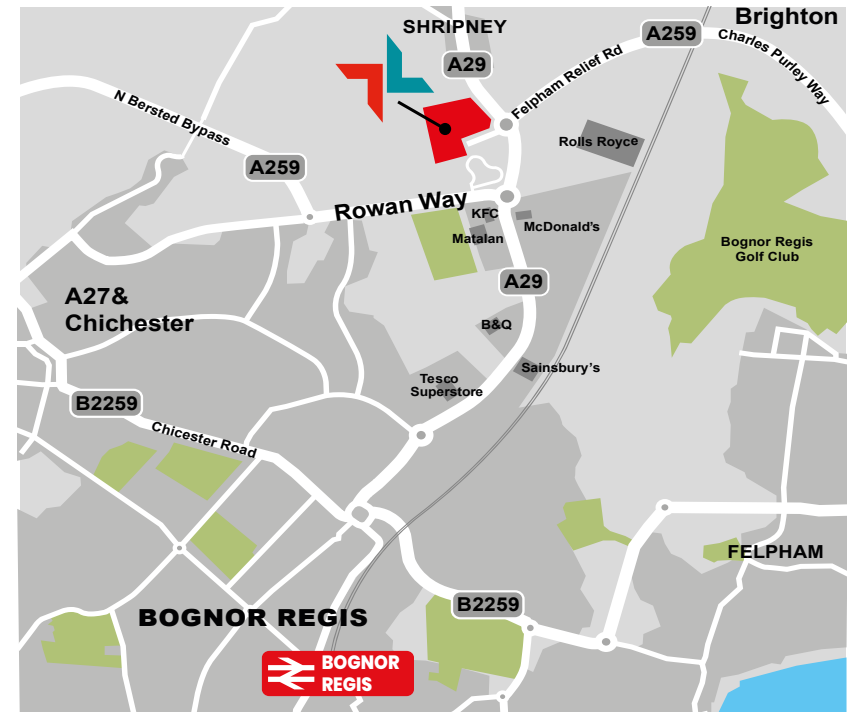 Brighton
SHRIPNEY
A259
Charles Purley Way
A29
Felpham Relief Rd
N Bersted Bypass
Rolls Royce
A259
Rowan Way
KFC
McDonald's
Matalan
Bognor Regis
Golf Club
A29
A27&
Chichester
B&Q
Sainsbury's
Tesco
Superstore
B2259
Chicester Road
FELPHAM
B2259
BOGNOR REGIS
BOGNOR
REGIS